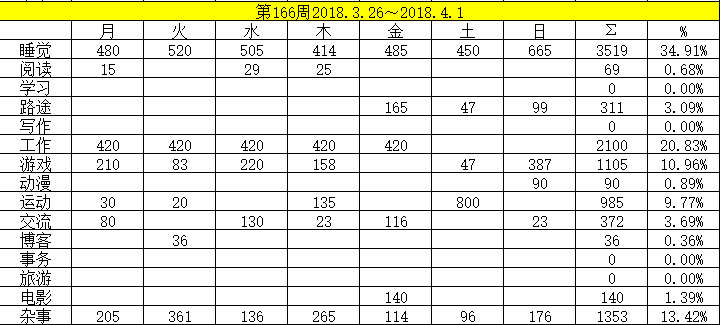 第166周2018.3.26～2018.4.1
月 火 水 木 金 土 日 Σ %
睡觉 480 520 505 414 485 450 665 3519 34.91%
阅读 15 29 25 69 0.68%
学习 0 0.00%
路途 165 47 99 311 3.09%
写作 0 0.00%
工作 420 420 420 420 420 2100 20.83%
游戏 210 83 220 158 47 387 1105 10.96%
动漫 90 90 0.89%
运动 30 20 135 800 985 9.77%
交流 80 130 23 116 23 372 3.69%
博客 36 36 0.36%
事务 0 0.00%
旅游 0 0.00%
电影 140 140 1.39%
杂事 205 361 136 265 114 96 176 1353 13.42%